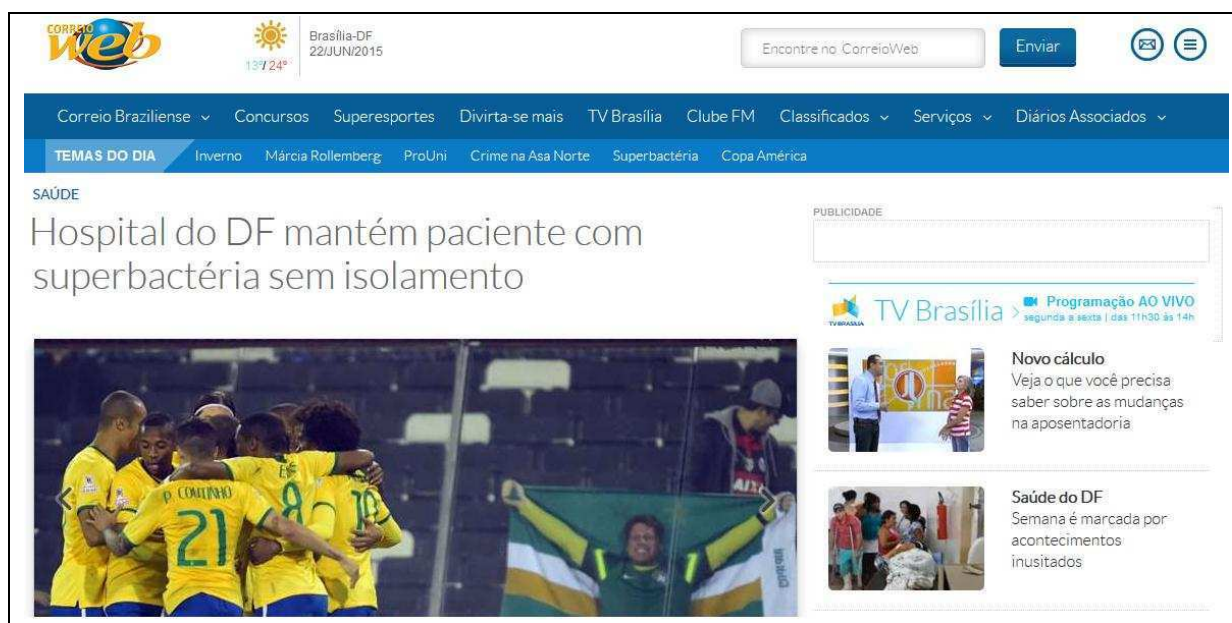 CORREIO
Web
Brasília-DF
22/JUN/2015
13°/ 24°
Encontre no CorreioWeb
Enviar
Correio Braziliense Concursos Superesportes Divirta-se mais TV Brasília Clube FM Classificados Serviços Diários Associados
TEMAS DO DIA Inverno Márcia Rollemberg ProUni Crime na Asa Norte Superbactéria Copa América
SAÚDE
Hospital do DF mantém paciente com
superbactéria sem isolamento
P. COUTINHO
21
8
10
PUBLICIDADE
TV BRASÍLIA
TV Brasília > Programação AO VIVO
segunda a sexta | das 11h30 às 14h
Novo cálculo
Veja o que você precisa
saber sobre as mudanças
na aposentadoria
Saúde do DF
Semana é marcada por
acontecimentos
inusitados